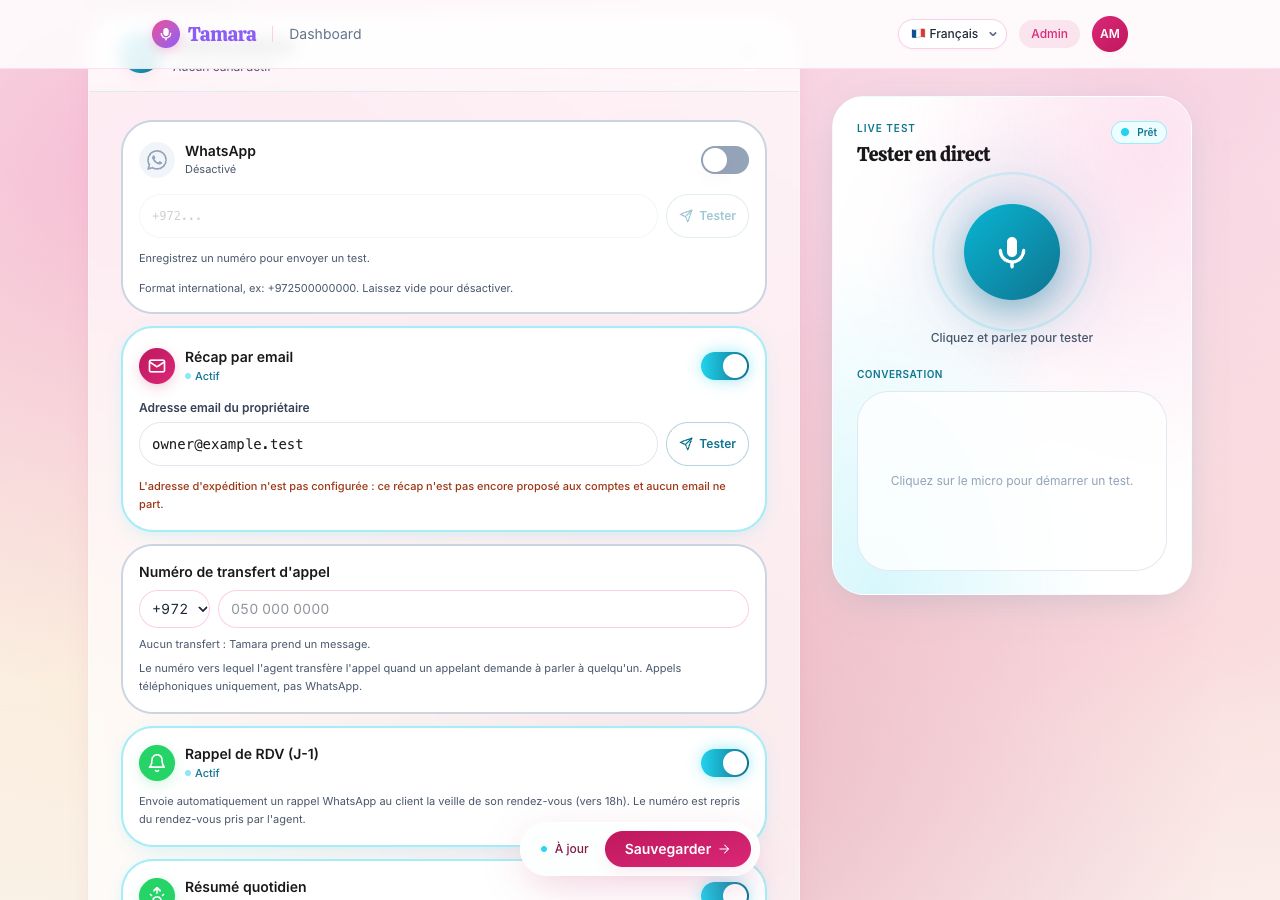 Tamara
Dashboard
Français
Admin
AM
WhatsApp
Désactivé
+972...
Tester
Enregistrez un numéro pour envoyer un test.
Format international, ex: +972500000000. Laissez vide pour désactiver.
Récap par email
Actif
Adresse email du propriétaire
owner@example.test
Tester
L'adresse d'expédition n'est pas configurée : ce récap n'est pas encore proposé aux comptes et aucun email ne
part.
Numéro de transfert d'appel
+972
050 000 0000
Aucun transfert : Tamara prend un message.
Le numéro vers lequel l'agent transfère l'appel quand un appelant demande à parler à quelqu'un. Appels
téléphoniques uniquement, pas WhatsApp.
Rappel de RDV (J-1)
Actif
Envoie automatiquement un rappel WhatsApp au client la veille de son rendez-vous (vers 18h). Le numéro est repris
du rendez-vous pris par l'agent.
À jour
Sauvegarder
Résumé quotidien
LIVE TEST
Prêt
Tester en direct
Cliquez et parlez pour tester
CONVERSATION
Cliquez sur le micro pour démarrer un test.